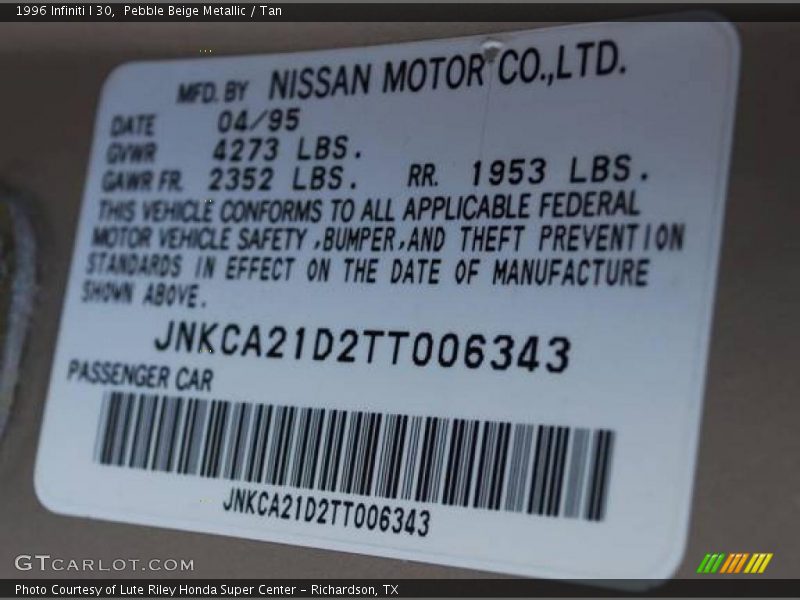 1996 Infiniti I 30,  Pebble Beige Metallic / Tan
MFD. BY NISSAN MOTOR CO.,LTD.
DATE 04/95
GVWR 4273 LBS.
GAWR FR. 2352 LBS. RR. 1953 LBS.
THIS VEHICLE CONFORMS TO ALL APPLICABLE FEDERAL
MOTOR VEHICLE SAFETY ,BUMPER,AND THEFT PREVENTION
STANDARDS IN EFFECT ON THE DATE OF MANUFACTURE
SHOWN ABOVE.
JNKCA21D2TT006343
PASSENGER CAR
JNKCA21D2TT006343
GTCARLOT.COM
Photo Courtesy of Lute Riley Honda Super Center – Richardson, TX